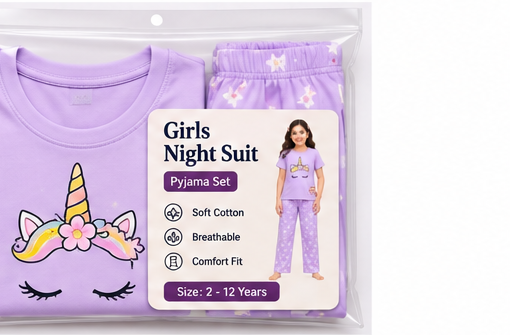 Girls
Night Suit
Pyjama Set
Soft Cotton
Breathable
Comfort Fit
Size: 2 - 12 Years